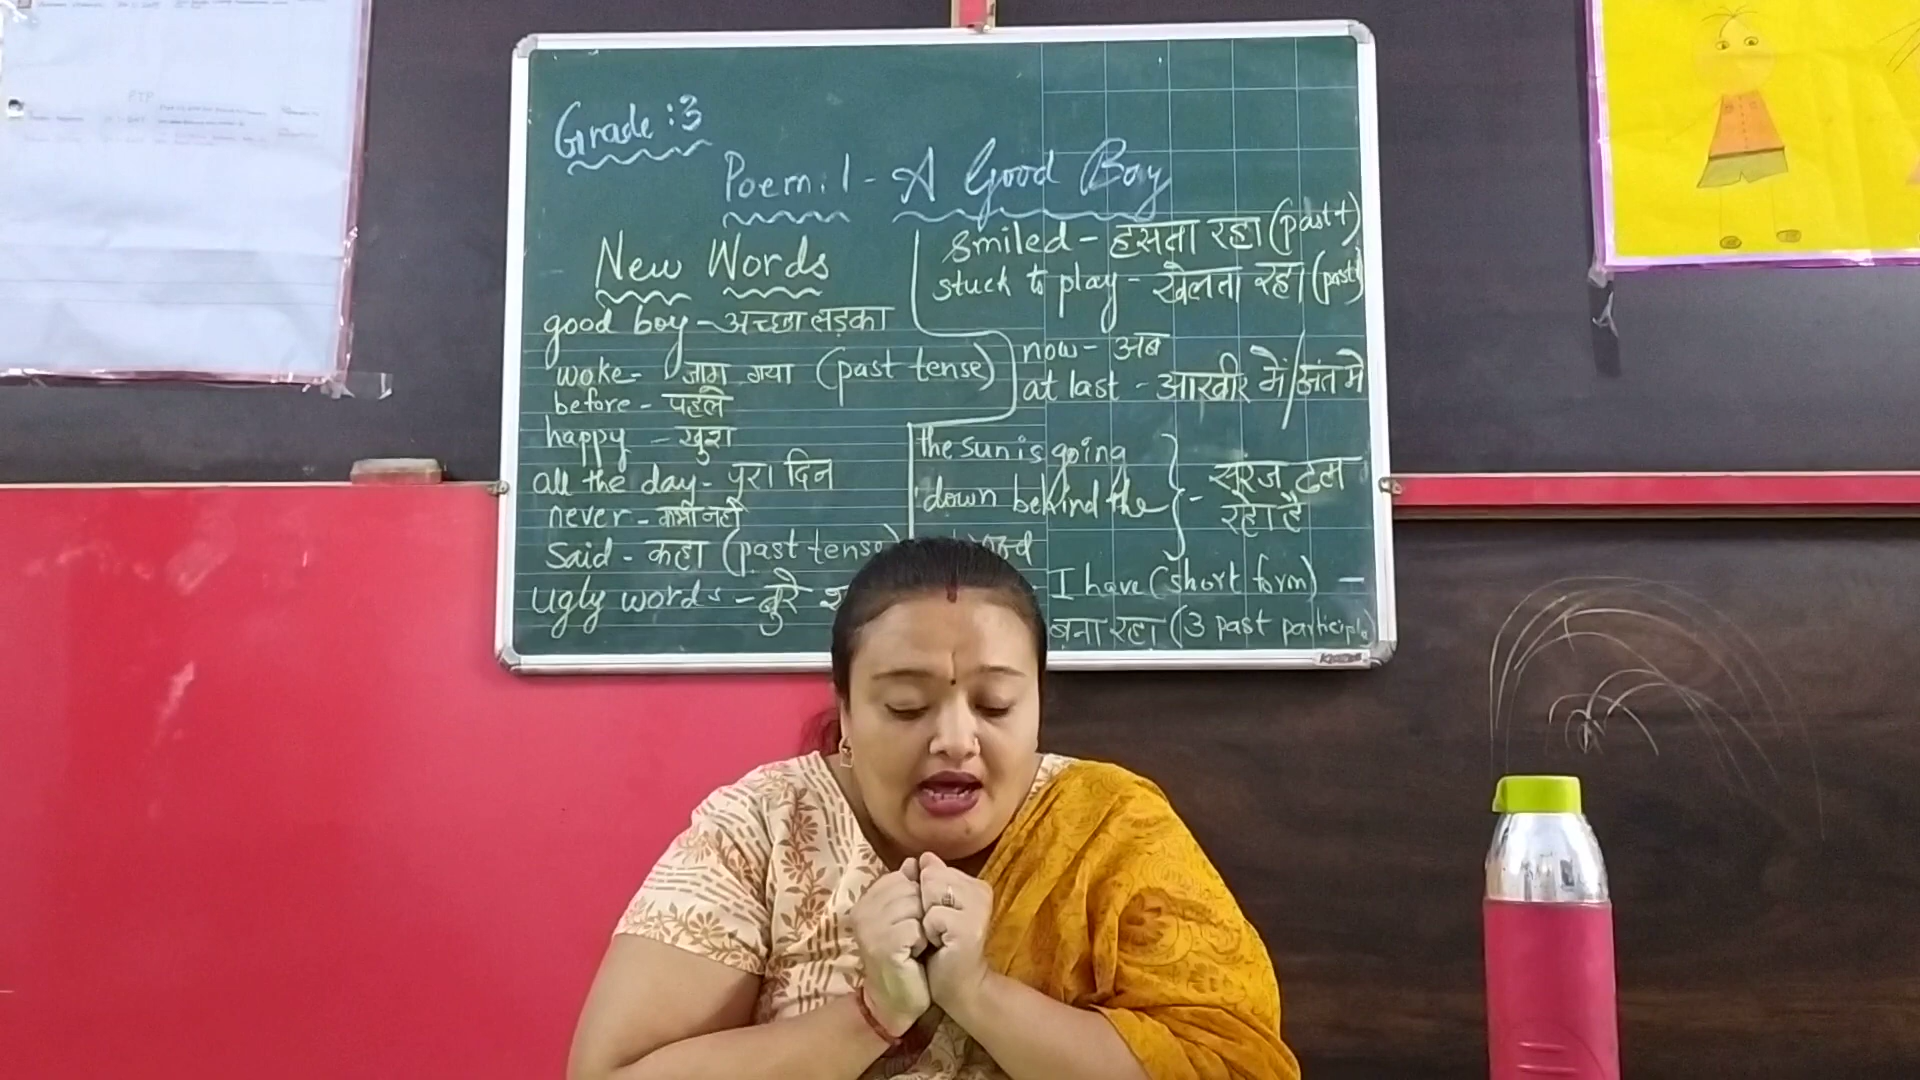 Grade :3
Poem:1 - A Good Boy
New Words
good boy - अच्छा लड़का
woke - जाग गया (past tense)
before - पहले
happy - खुश
all the day - पूरा दिन
never - कभी नहीं
said - कहा (past tense)
ugly words - बुरे
smiled - हसता रहा (past t)
stuck to play - खेलता रहा (past)
now - अब
at last - आखीर में/अंत मे
the sun is going
down behind the - सूरज ढल
रहा है
I have (short form) -
बना रहा (3 past participle
PTP